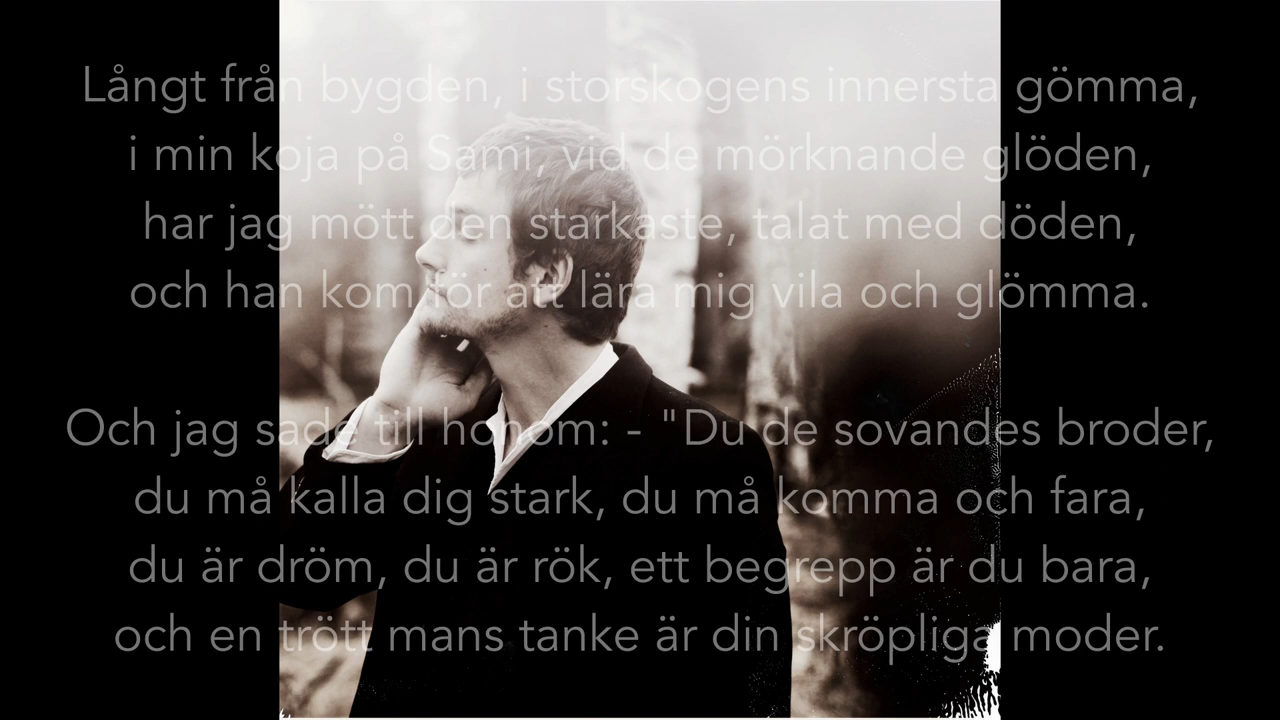 Långt från bygden, i storskogens innersta gömma,
i min koja på Sami, vid de mörknande glöden,
har jag mött den starkaste, talat med döden,
och han kom för att lära mig vila och glömma.
Och jag sade till honom: - "Du de sovandes broder,
du må kalla dig stark, du må komma och fara,
du är dröm, du är rök, ett begrepp är du bara,
och en trött mans tanke är din skröpliga moder.